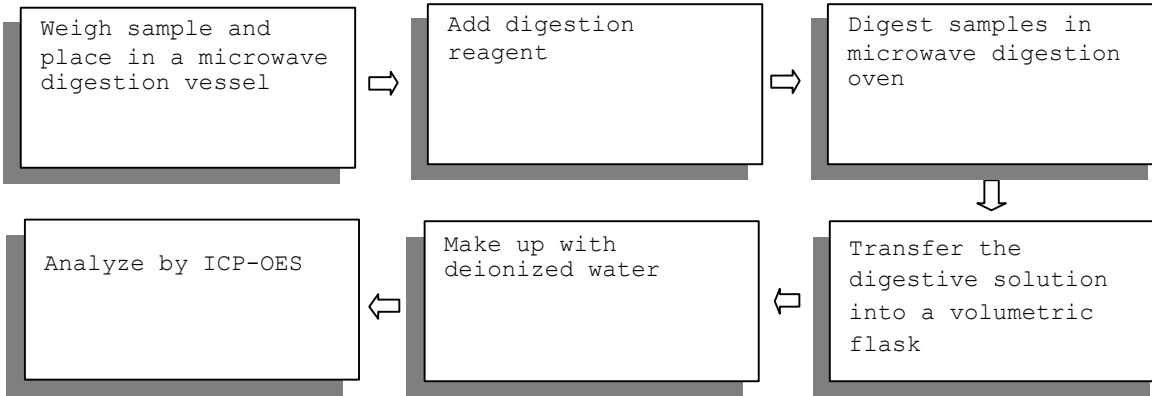 Weigh sample and
place in a microwave
digestion vessel
Add digestion
reagent
Digest samples in
microwave digestion
oven
Transfer the
digestive solution
into a volumetric
flask
Make up with
deionized water
Analyze by ICP-OES